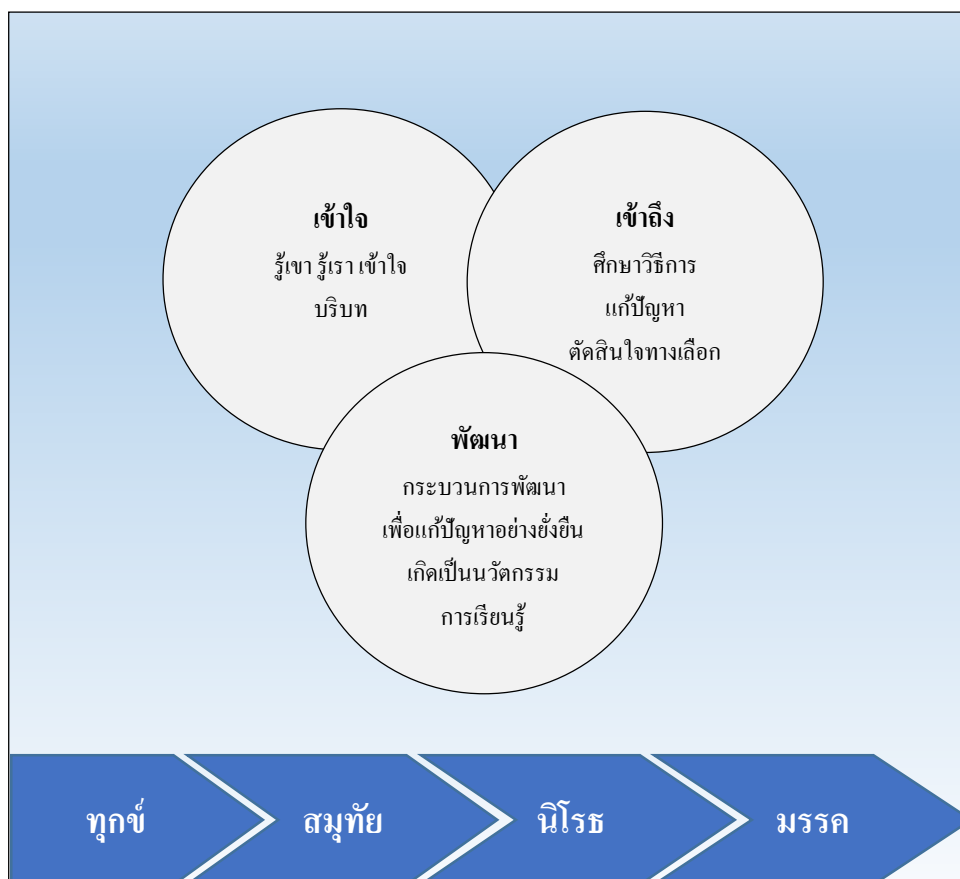 เข้าใจ
รู้เขา รู้เรา เข้าใจ
บริบท
เข้าถึง
ศึกษาวิธีการ
แก้ปัญหา
ตัดสินใจทางเลือก
พัฒนา
กระบวนการพัฒนา
เพื่อแก้ปัญหาอย่างยั่งยืน
เกิดเป็นนวัตกรรม
การเรียนรู้
ทุกข์
สมุทัย
นิโรธ
มรรค